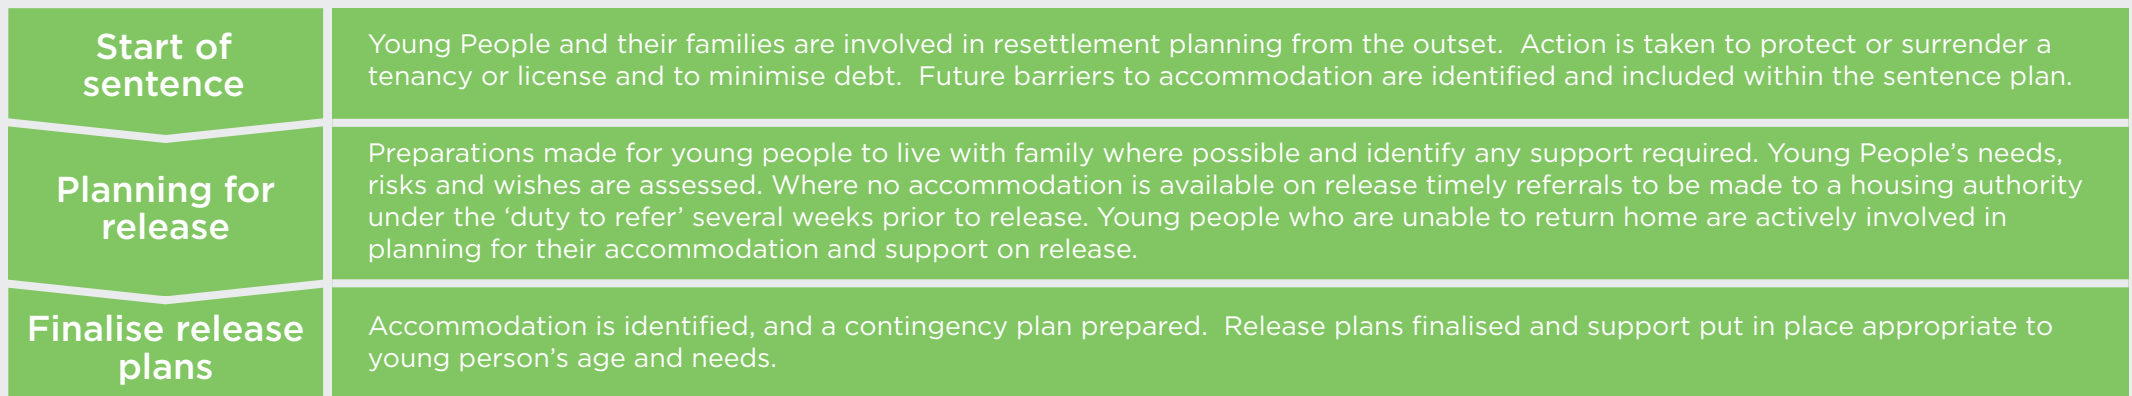 Start of
sentence
Young People and their families are involved in resettlement planning from the outset.  Action is taken to protect or surrender a
tenancy or license and to minimise debt.  Future barriers to accommodation are identified and included within the sentence plan.
Planning for
release
Preparations made for young people to live with family where possible and identify any support required. Young People’s needs,
risks and wishes are assessed. Where no accommodation is available on release timely referrals to be made to a housing authority
under the ‘duty to refer’ several weeks prior to release. Young people who are unable to return home are actively involved in
planning for their accommodation and support on release.
Finalise release
plans
Accommodation is identified, and a contingency plan prepared.  Release plans finalised and support put in place appropriate to
young person’s age and needs.